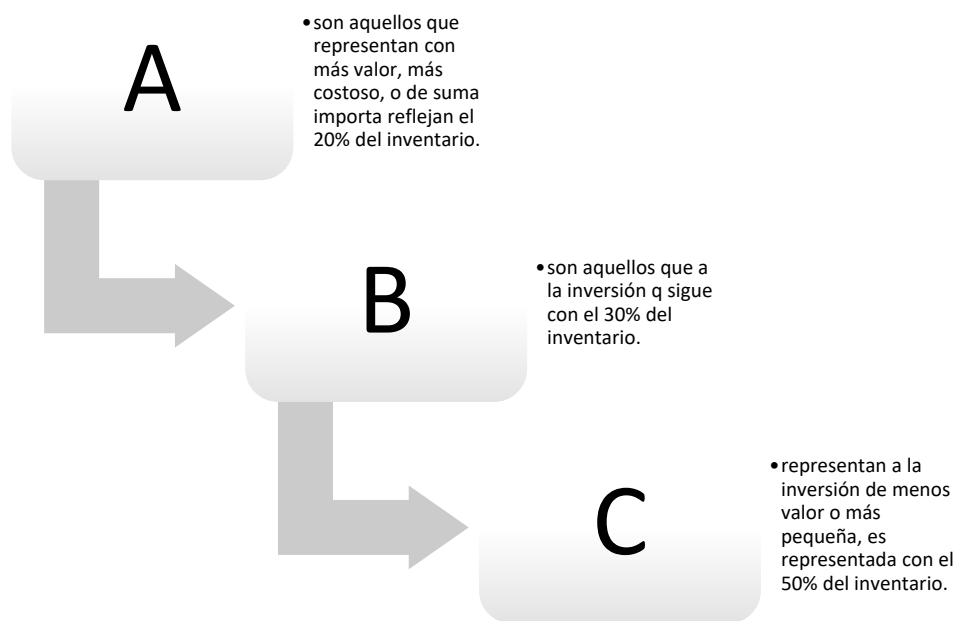 A
•son aquellos que
representan con
más valor, más
costoso, o de suma
importa reflejan el
20% del inventario.
B
•son aquellos que a
la inversión q sigue
con el 30% del
inventario.
C
•representan a la
inversión de menos
valor o más
pequeña, es
representada con el
50% del inventario.